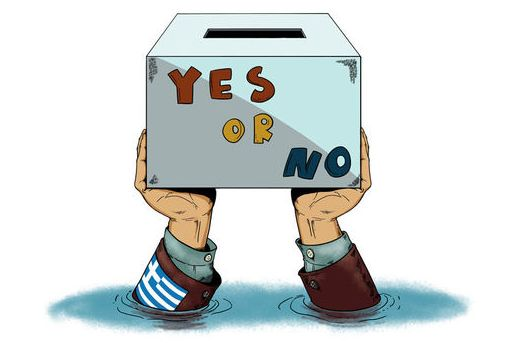 YES
OR
NO